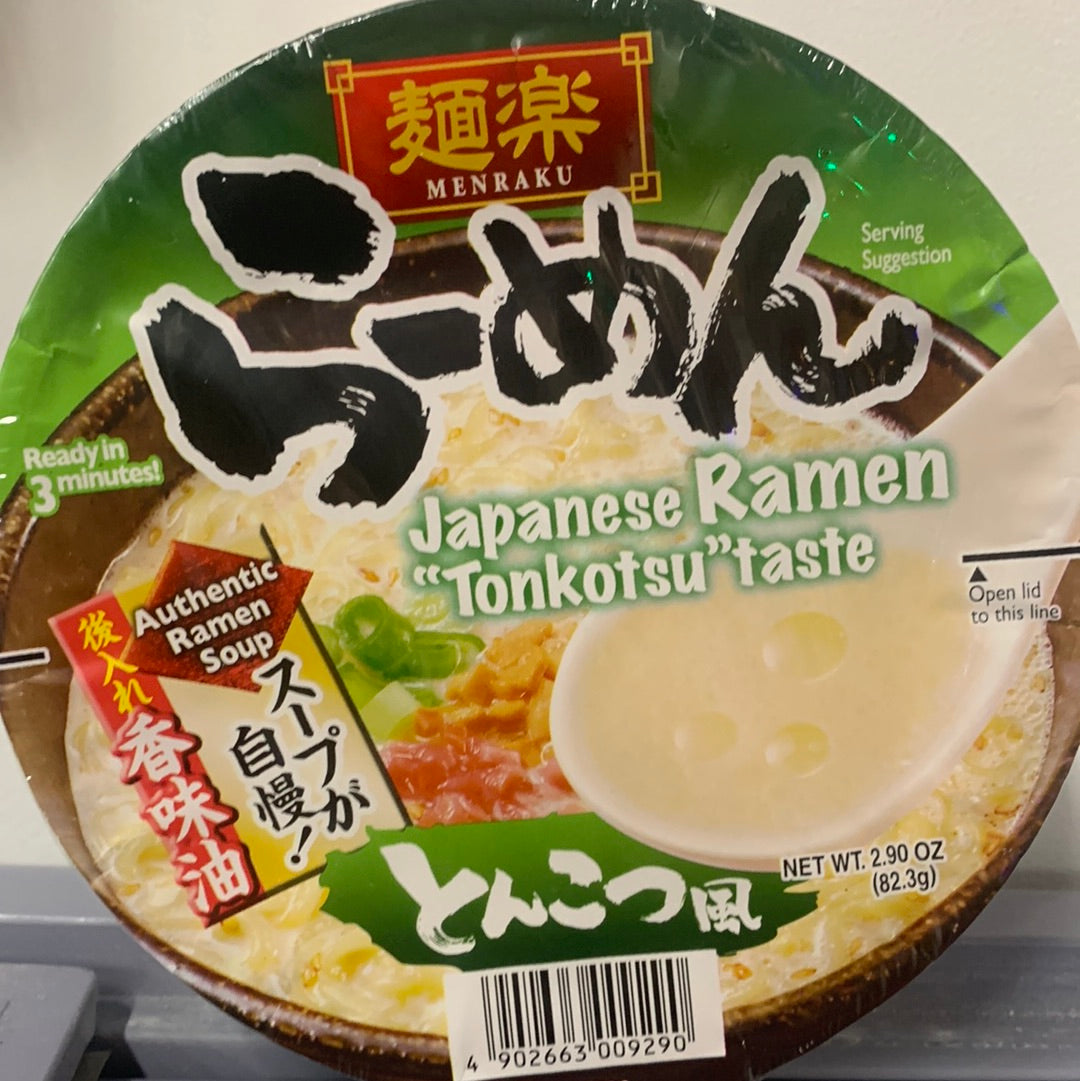 麺楽
MENRAKU
らーめん
Serving
Suggestion
Ready in
3 minutes!
Japanese Ramen
“Tonkotsu” taste
Open lid
to this line
Authentic
Ramen
Soup
後入れ
香味油
スープが
自慢！
とんこつ風
NET WT. 2.90 OZ
(82.3g)
4 902663 009290